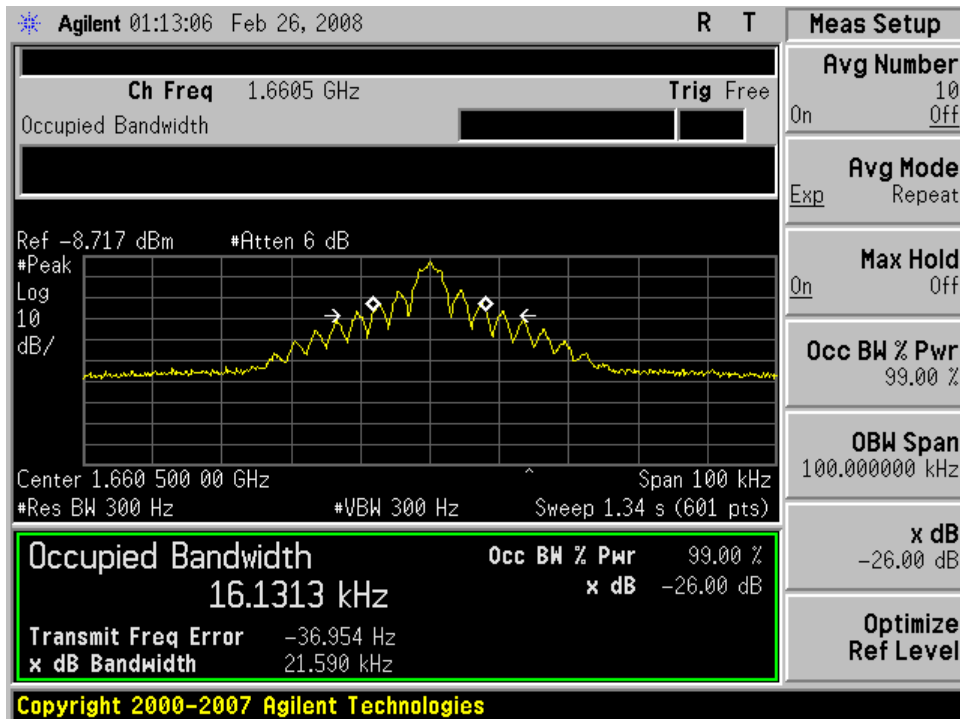 Agilent 01:13:06 Feb 26, 2008 R T
Ch Freq 1.6605 GHz Trig Free
Occupied Bandwidth
Ref -8.717 dBm #Atten 6 dB
#Peak
Log
10
dB/
Center 1.660 500 00 GHz Span 100 kHz
#Res BW 300 Hz #VBW 300 Hz Sweep 1.34 s (601 pts)
Occupied Bandwidth Occ BW % Pwr 99.00 %
16.1313 kHz x dB -26.00 dB
Transmit Freq Error -36.954 Hz
x dB Bandwidth 21.590 kHz
Copyright 2000-2007 Agilent Technologies
Meas Setup
Avg Number
10
On Off
Avg Mode
Exp Repeat
Max Hold
On Off
Occ BW % Pwr
99.00 %
OBW Span
100.000000 kHz
x dB
-26.00 dB
Optimize
Ref Level